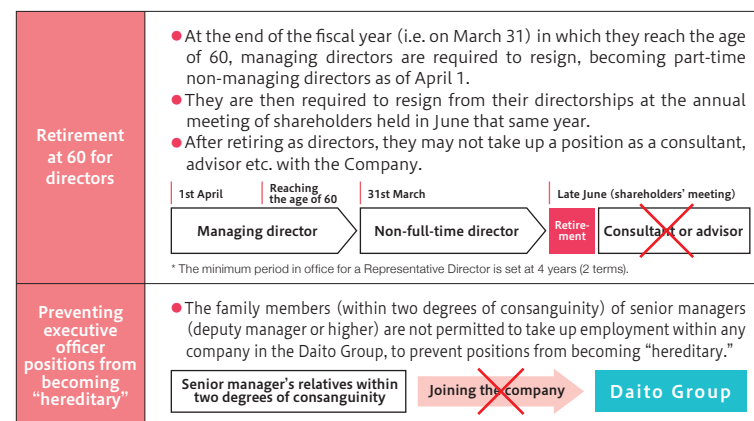 Retirement
at 60 for
directors
● At the end of the fiscal year (i.e. on March 31) in which they reach the age
of 60, managing directors are required to resign, becoming part-time
non-managing directors as of April 1.
● They are then required to resign from their directorships at the annual
meeting of shareholders held in June that same year.
● After retiring as directors, they may not take up a position as a consultant,
advisor etc. with the Company.
1st April
Reaching
the age of 60
31st March
Late June (shareholders' meeting)
Managing director
Non-full-time director
Retire-
ment
Consultant or advisor
* The minimum period in office for a Representative Director is set at 4 years (2 terms).
Preventing
executive
officer
positions from
becoming
“hereditary”
● The family members (within two degrees of consanguinity) of senior managers
(deputy manager or higher) are not permitted to take up employment within any
company in the Daito Group, to prevent positions from becoming “hereditary.”
Senior manager's relatives within
two degrees of consanguinity
Joining the company
Daito Group